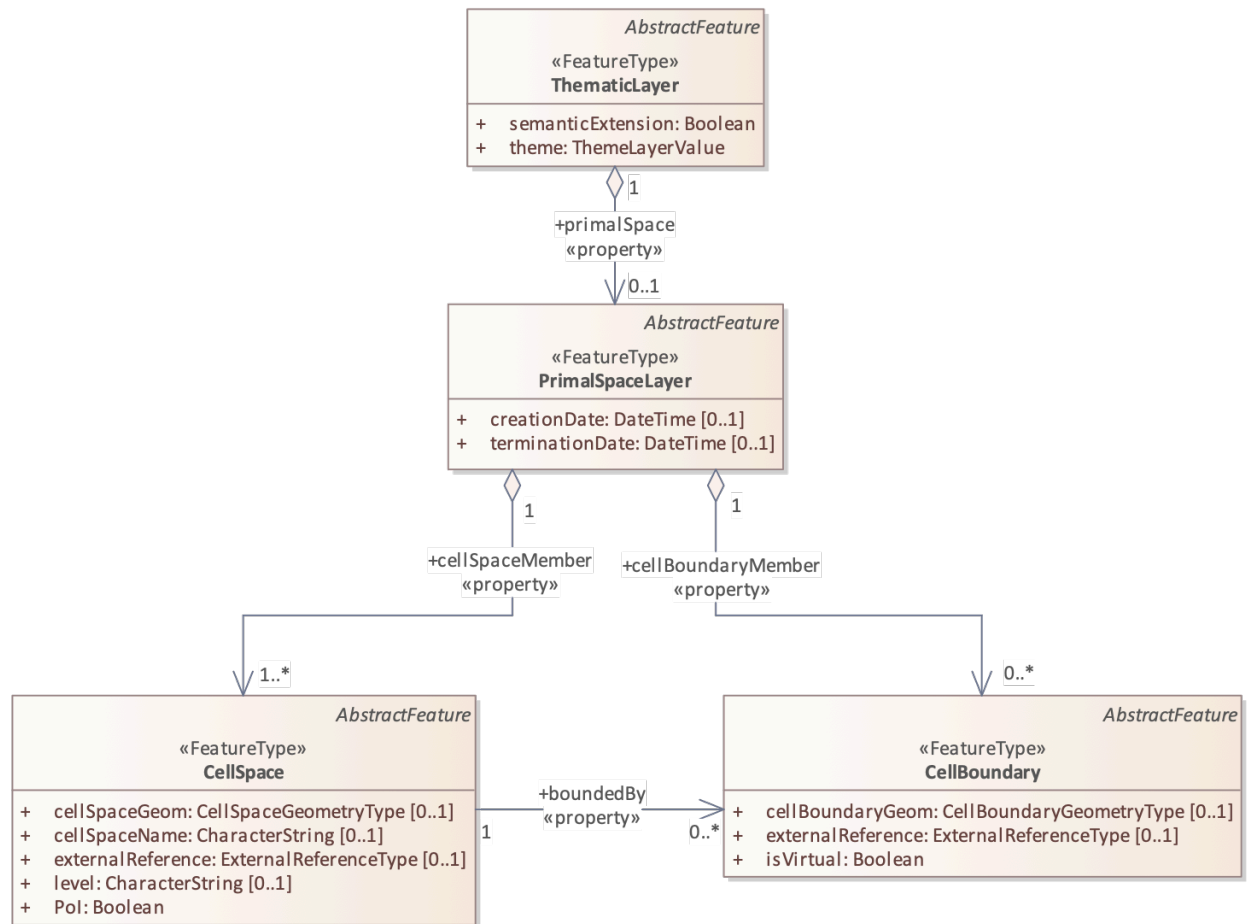 AbstractFeature
«FeatureType»
ThematicLayer
+ semanticExtension: Boolean
+ theme: ThemeLayerValue
1
+primalSpace
«property»
0..1
AbstractFeature
«FeatureType»
PrimalSpaceLayer
+ creationDate: DateTime [0..1]
+ terminationDate: DateTime [0..1]
1
1
+cellSpaceMember
«property»
+cellBoundaryMember
«property»
1..*
0..*
AbstractFeature
«FeatureType»
CellSpace
+ cellSpaceGeom: CellSpaceGeometryType [0..1]
+ cellSpaceName: CharacterString [0..1]
+ externalReference: ExternalReferenceType [0..1]
+ level: CharacterString [0..1]
+ PoI: Boolean
+boundedBy
«property»
1
0..*
AbstractFeature
«FeatureType»
CellBoundary
+ cellBoundaryGeom: CellBoundaryGeometryType [0..1]
+ externalReference: ExternalReferenceType [0..1]
+ isVirtual: Boolean